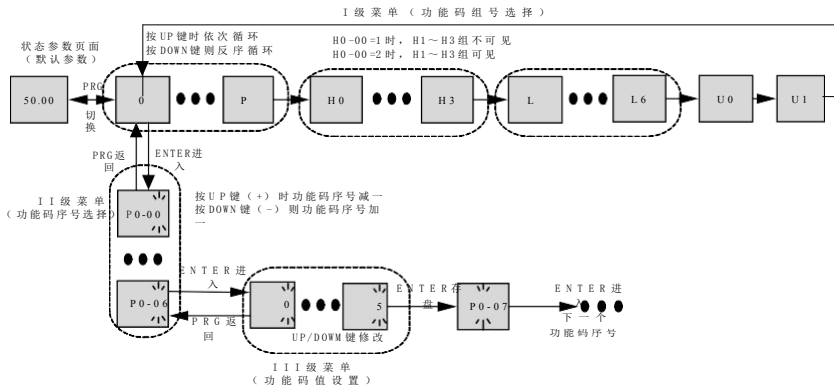 I级菜单（功能码组号选择）
状态参数页面
（默认参数）
按UP键时依次循环
按DOWN键则反序循环
H0-00=1时，H1～H3组不可见
H0-00=2时，H1～H3组可见
50.00
PRG
切
换
0
P
H0
H3
L
L6
U0
U1
PRG返
回
ENTER进
入
II级菜单
（功能码序号选择）
P0-00
按UP键（+）时功能码序号减一
按DOWN键（-）则功能码序号加
一
P0-06
ENTER进
入
PRG返
回
0
5
UP/DOWM键修改
ENTER存
盘
P0-07
ENTER进
入
下一个
功能码序号
III级菜单
（功能码值设置）